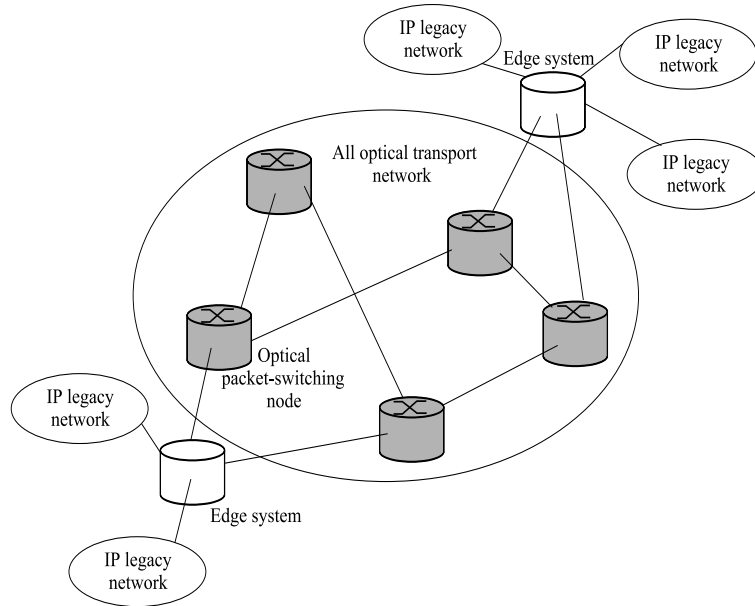 IP legacy
network
Edge system
IP legacy
network
IP legacy
network
All optical transport
network
Optical
packet-switching
node
IP legacy
network
Edge system
IP legacy
network